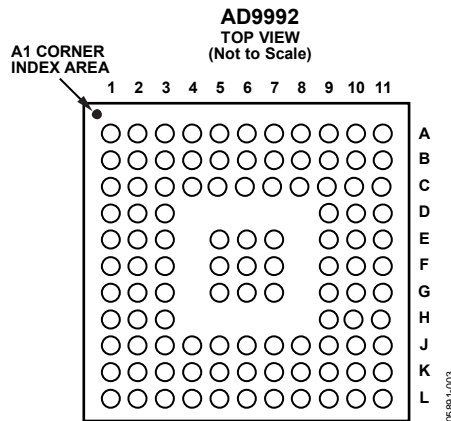 AD9992
TOP VIEW
(Not to Scale)
A1 CORNER
INDEX AREA
1 2 3 4 5 6 7 8 9 10 11
A
B
C
D
E
F
G
H
J
K
L
05891-003